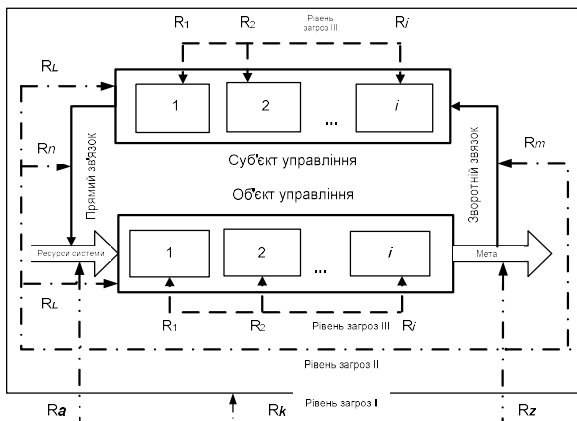 R1 R2 Рівень загроз III Ri
RL
1 2 ... i
Rn
Прямий зв'язок
Суб'єкт управління
Об'єкт управління
Зворотній зв'язок
Rm
Ресурси системи
1 2 ... i
Мета
RL
R1 R2 Рівень загроз III Ri
Рівень загроз II
Ra Rk Рівень загроз I Rz